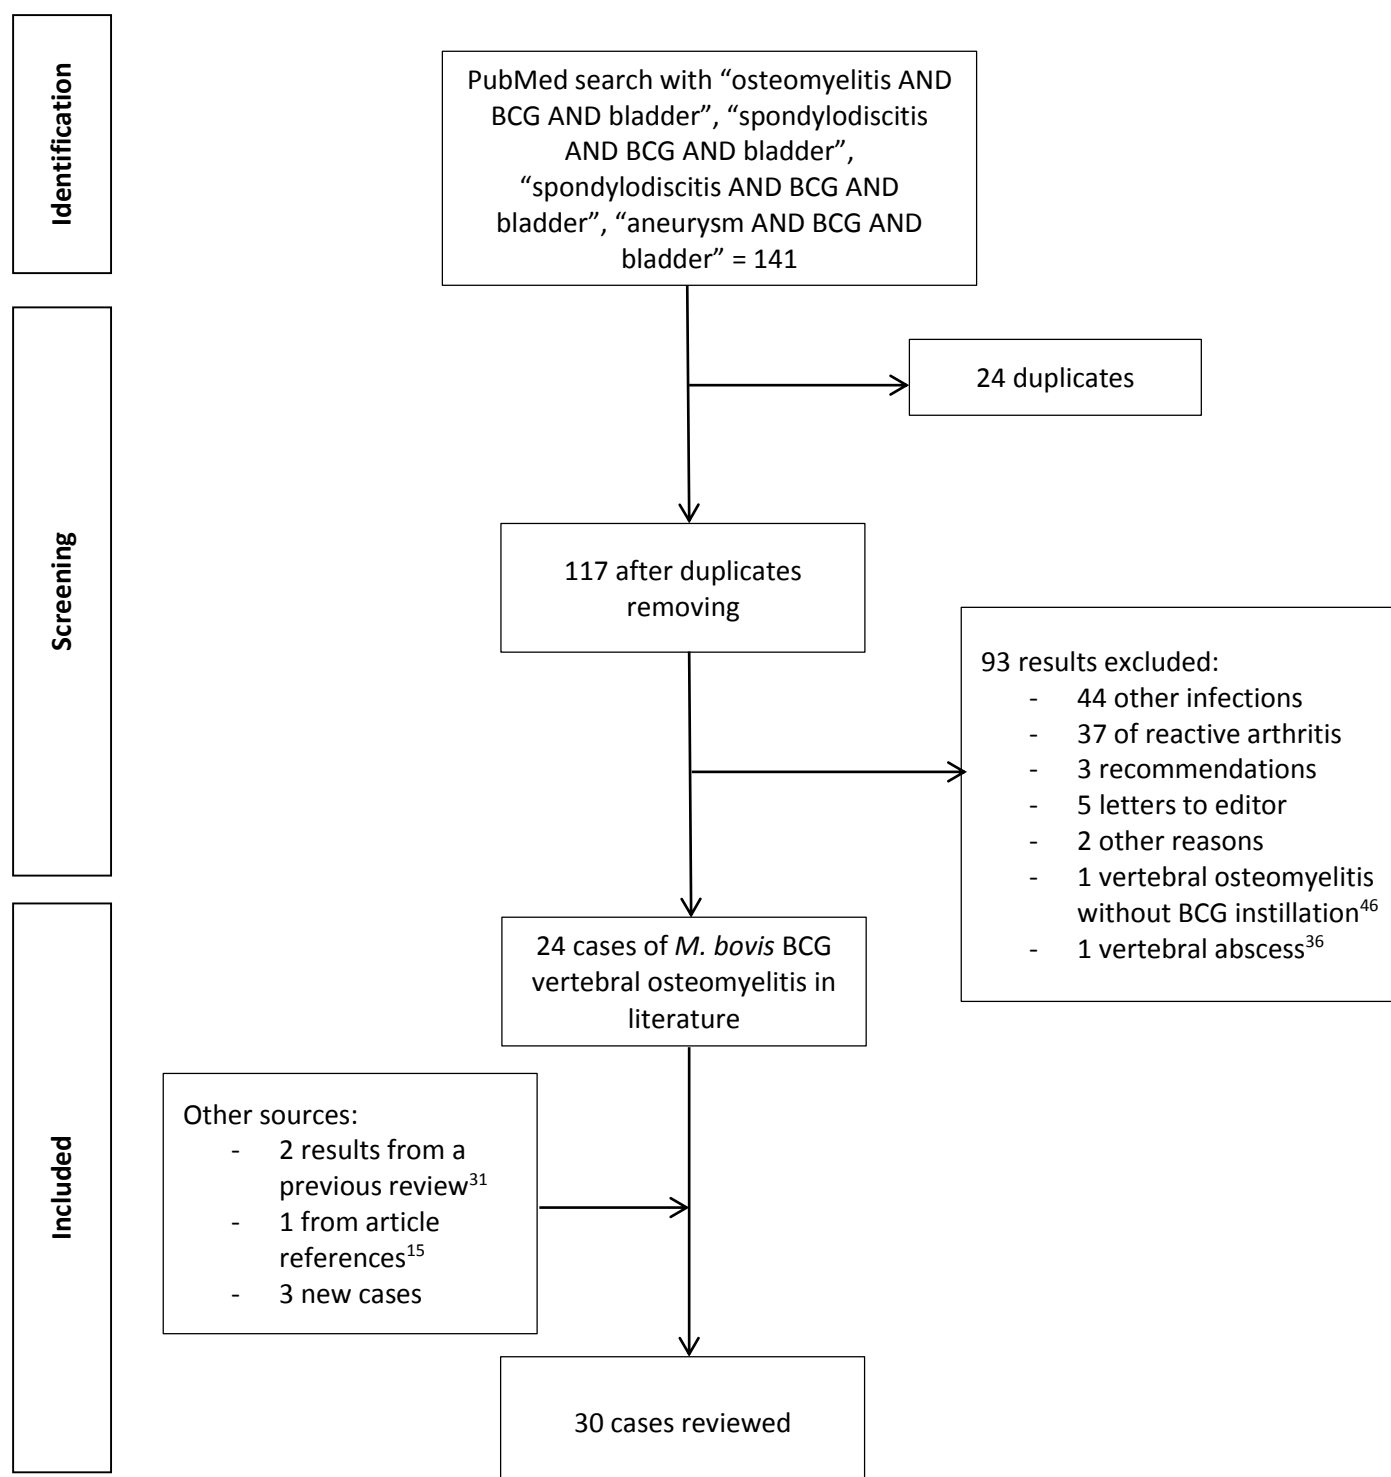 Identification
PubMed search with “osteomyelitis AND
BCG AND bladder”, “spondylodiscitis
AND BCG AND bladder”,
“spondylodiscitis AND BCG AND
bladder”, “aneurysm AND BCG AND
bladder” = 141
Screening
24 duplicates
117 after duplicates
removing
93 results excluded:
- 44 other infections
- 37 of reactive arthritis
- 3 recommendations
- 5 letters to editor
- 2 other reasons
- 1 vertebral osteomyelitis
without BCG instillation46
- 1 vertebral abscess36
Included
24 cases of M. bovis BCG
vertebral osteomyelitis in
literature
Other sources:
- 2 results from a
previous review31
- 1 from article
references15
- 3 new cases
30 cases reviewed